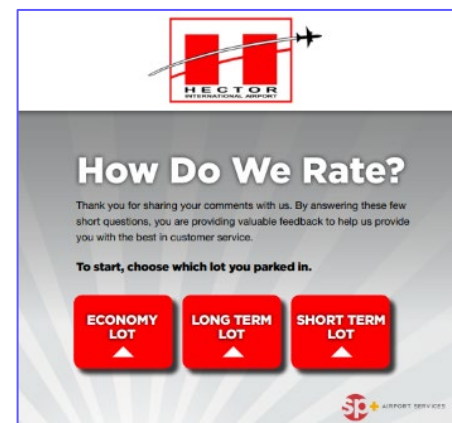 H
HECTOR
INTERNATIONAL AIRPORT
How Do We Rate?
Thank you for sharing your comments with us. By answering these few
short questions, you are providing valuable feedback to help us provide
you with the best in customer service.
To start, choose which lot you parked in.
ECONOMY
LOT
LONG TERM
LOT
SHORT TERM
LOT
sp+ AIRPORT SERVICES